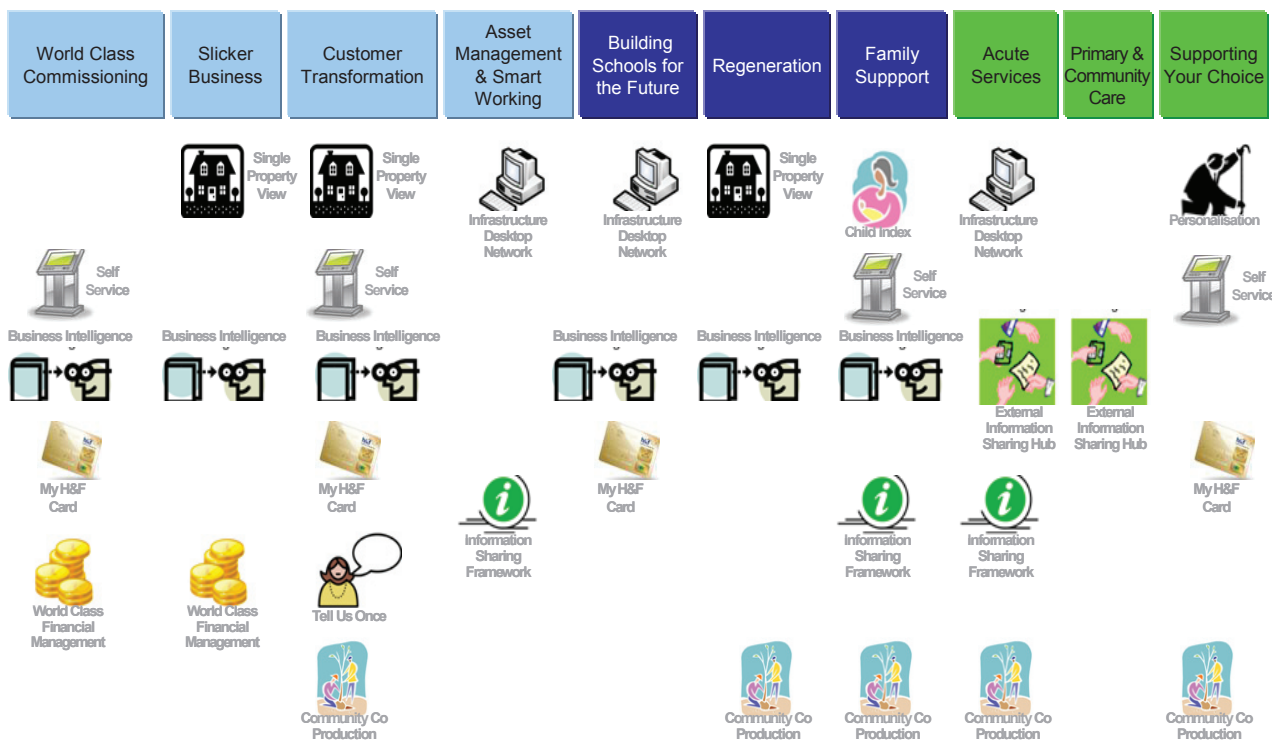 World Class
Commissioning
Slicker
Business
Customer
Transformation
Asset
Management
& Smart
Working
Building
Schools for
the Future
Regeneration
Family
Suppport
Acute
Services
Primary &
Community
Care
Supporting
Your Choice
Single
Property
View
Single
Property
View
Infrastructure
Desktop
Network
Infrastructure
Desktop
Network
Single
Property
View
Child Index
Infrastructure
Desktop
Network
Personalisation
Self
Service
Self
Service
Self
Service
Self
Service
Business Intelligence
Business Intelligence
Business Intelligence
Business Intelligence
Business Intelligence
Business Intelligence
External
Information
Sharing Hub
External
Information
Sharing Hub
My H&F
Card
My H&F
Card
My H&F
Card
My H&F
Card
Information
Sharing
Framework
Information
Sharing
Framework
Information
Sharing
Framework
World Class
Financial
Management
World Class
Financial
Management
Tell Us Once
Community Co
Production
Community Co
Production
Community Co
Production
Community Co
Production
Community Co
Production